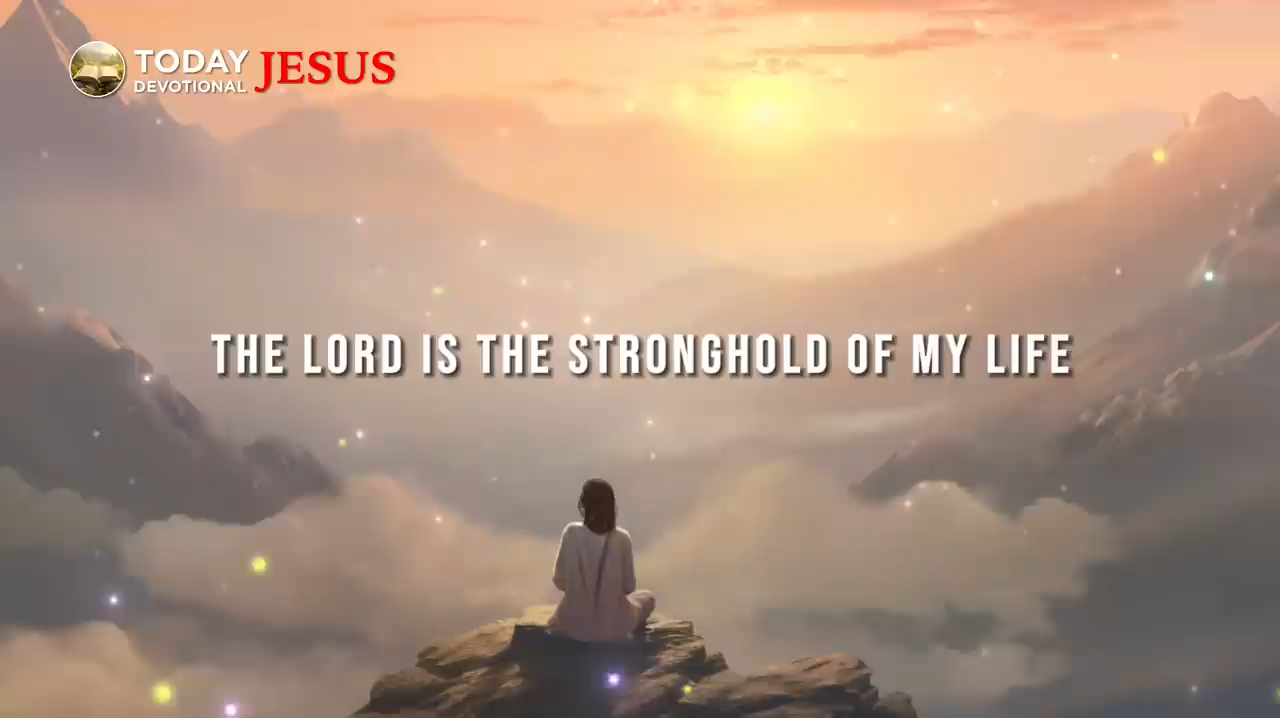 TODAY
DEVOTIONAL
JESUS
THE LORD IS THE STRONGHOLD OF MY LIFE